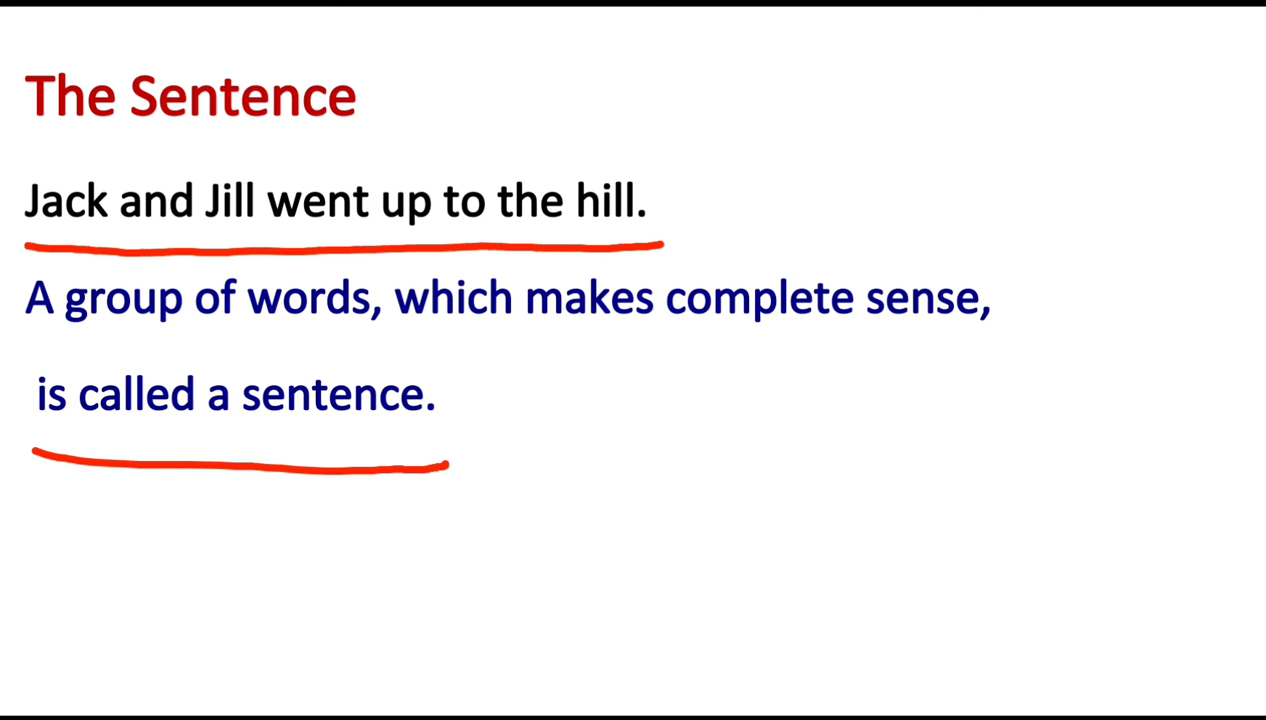 The Sentence
Jack and Jill went up to the hill.
A group of words, which makes complete sense,
is called a sentence.